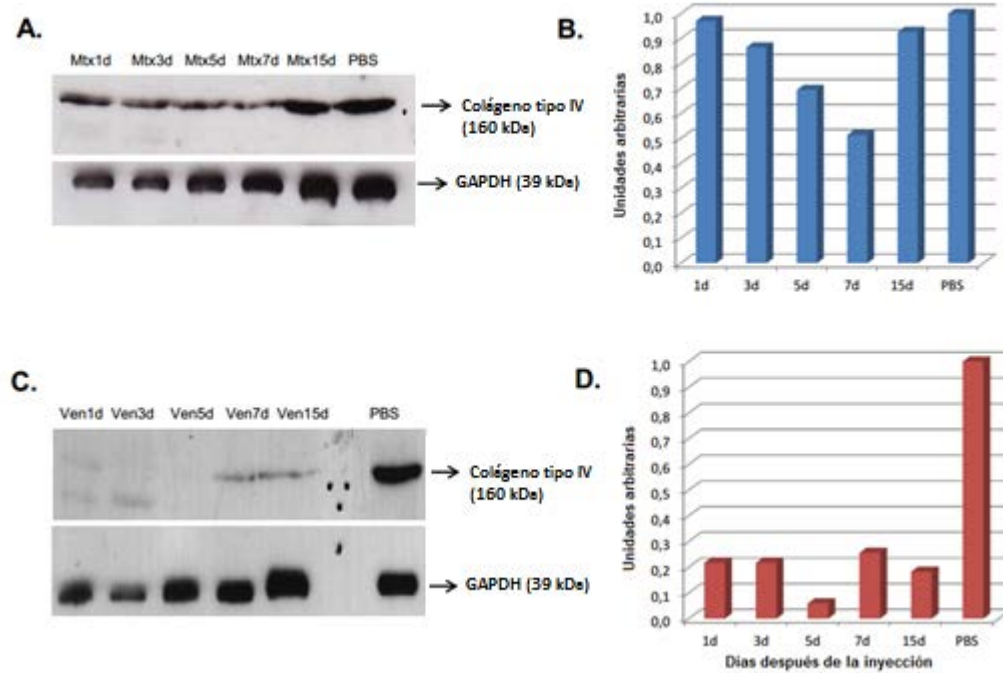 A.
Mtx1d Mtx3d Mtx5d Mtx7d Mtx15d PBS
Colágeno tipo IV
(160 kDa)
GAPDH (39 kDa)
B.
Unidades arbitrarias
1,0
0,9
0,8
0,7
0,6
0,5
0,4
0,3
0,2
0,1
0,0
1d 3d 5d 7d 15d PBS
C.
Ven1d Ven3d Ven5d Ven7d Ven15d PBS
Colágeno tipo IV
(160 kDa)
GAPDH (39 kDa)
D.
Unidades arbitrarias
1,0
0,9
0,8
0,7
0,6
0,5
0,4
0,3
0,2
0,1
0,0
1d 3d 5d 7d 15d PBS
Días después de la inyección